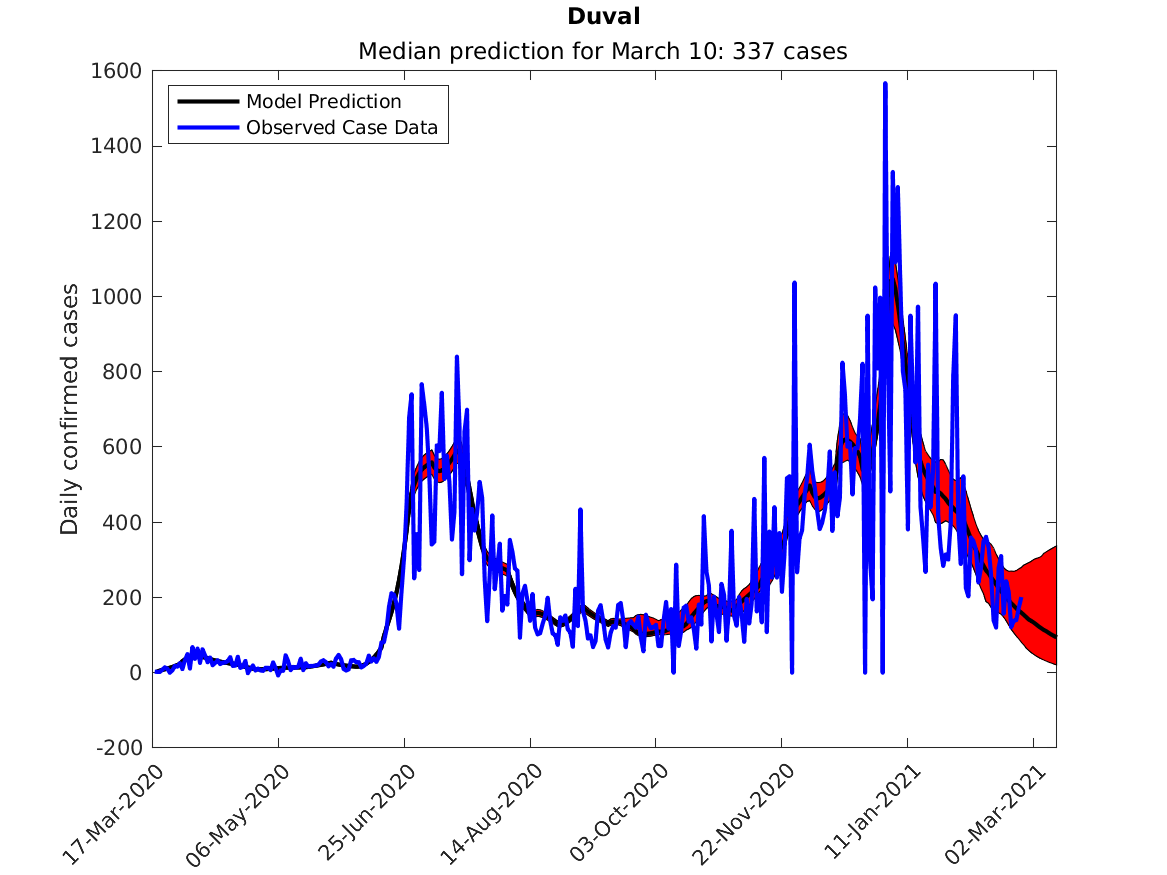 Duval
Median prediction for March 10: 337 cases
Model Prediction
Observed Case Data
Daily confirmed cases
1600
1400
1200
1000
800
600
400
200
0
-200
17-Mar-2020
06-May-2020
25-Jun-2020
14-Aug-2020
03-Oct-2020
22-Nov-2020
11-Jan-2021
02-Mar-2021